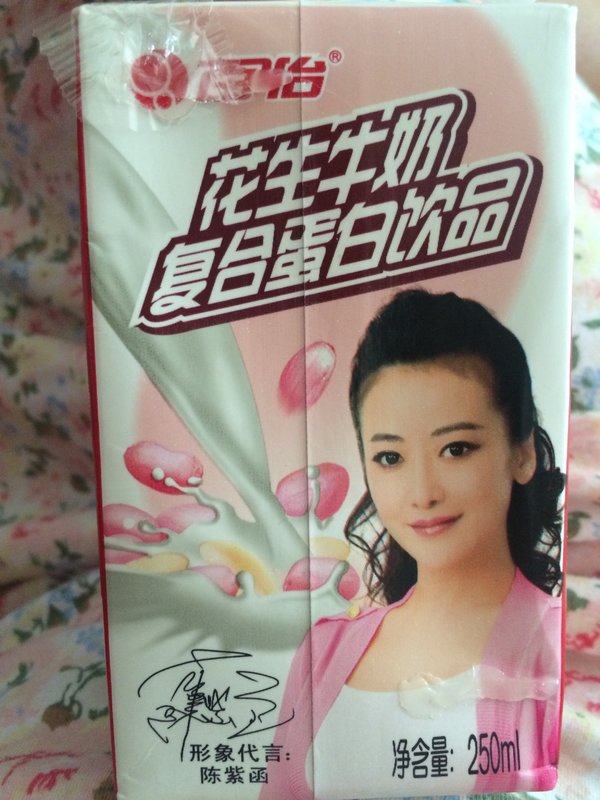 怡®
花生牛奶
复合蛋白饮品
形象代言：
陈紫函
净含量：250ml